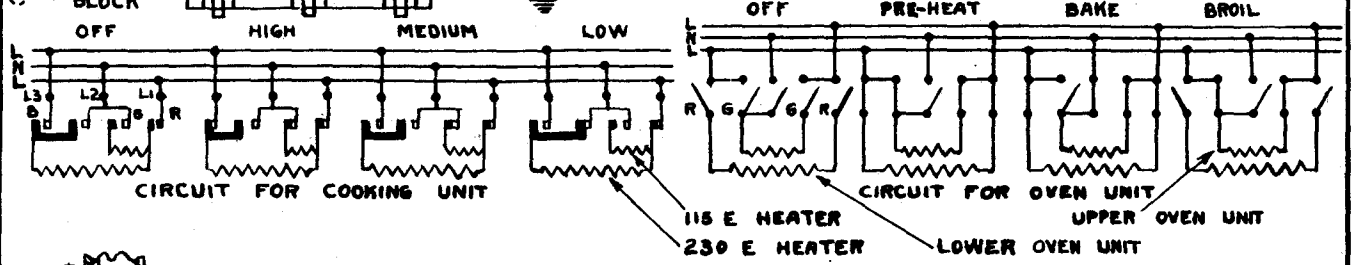 BLOCK
OFF HIGH MEDIUM LOW
OFF PRE-HEAT BAKE BROIL
L
N
L
L
N
L
L3 L2 L1
B G R
R G G R
CIRCUIT FOR COOKING UNIT
CIRCUIT FOR OVEN UNIT
115 E HEATER
230 E HEATER
UPPER OVEN UNIT
LOWER OVEN UNIT